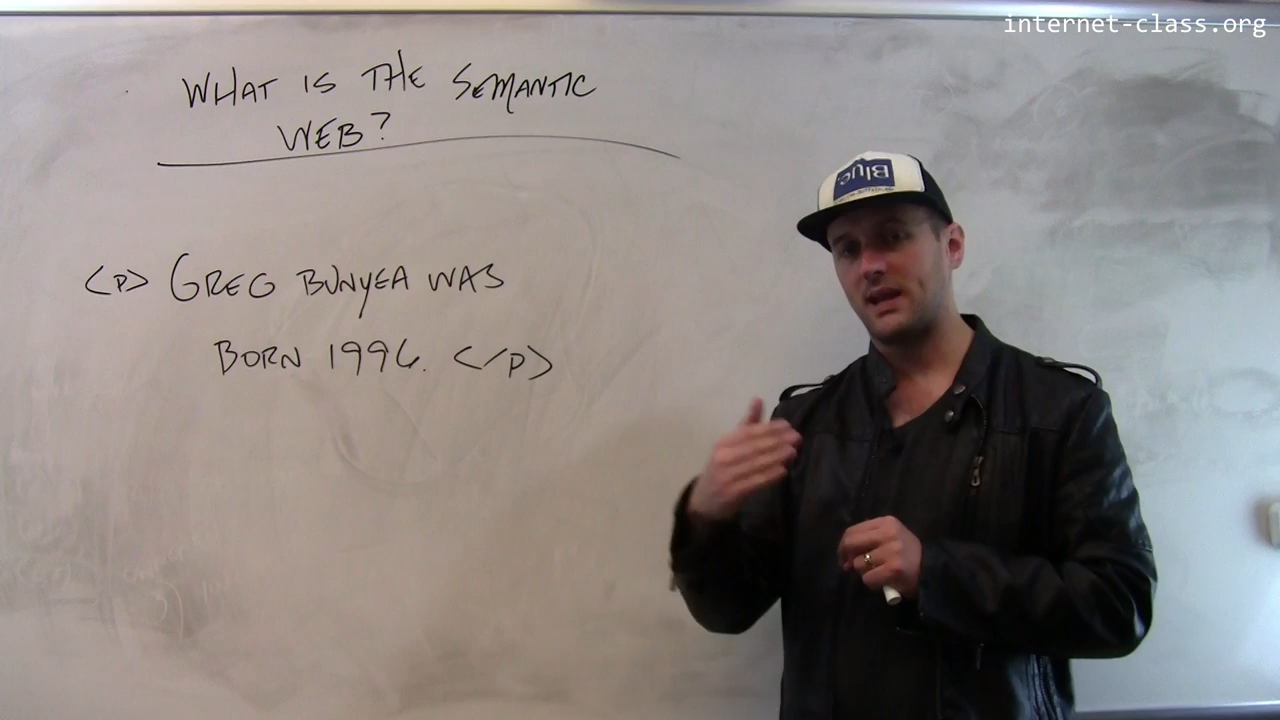 internet-class.org
WHAT IS THE SEMANTIC
WEB?
Blue
<p> GREG BUNYEA WAS
BORN 1996. </p>